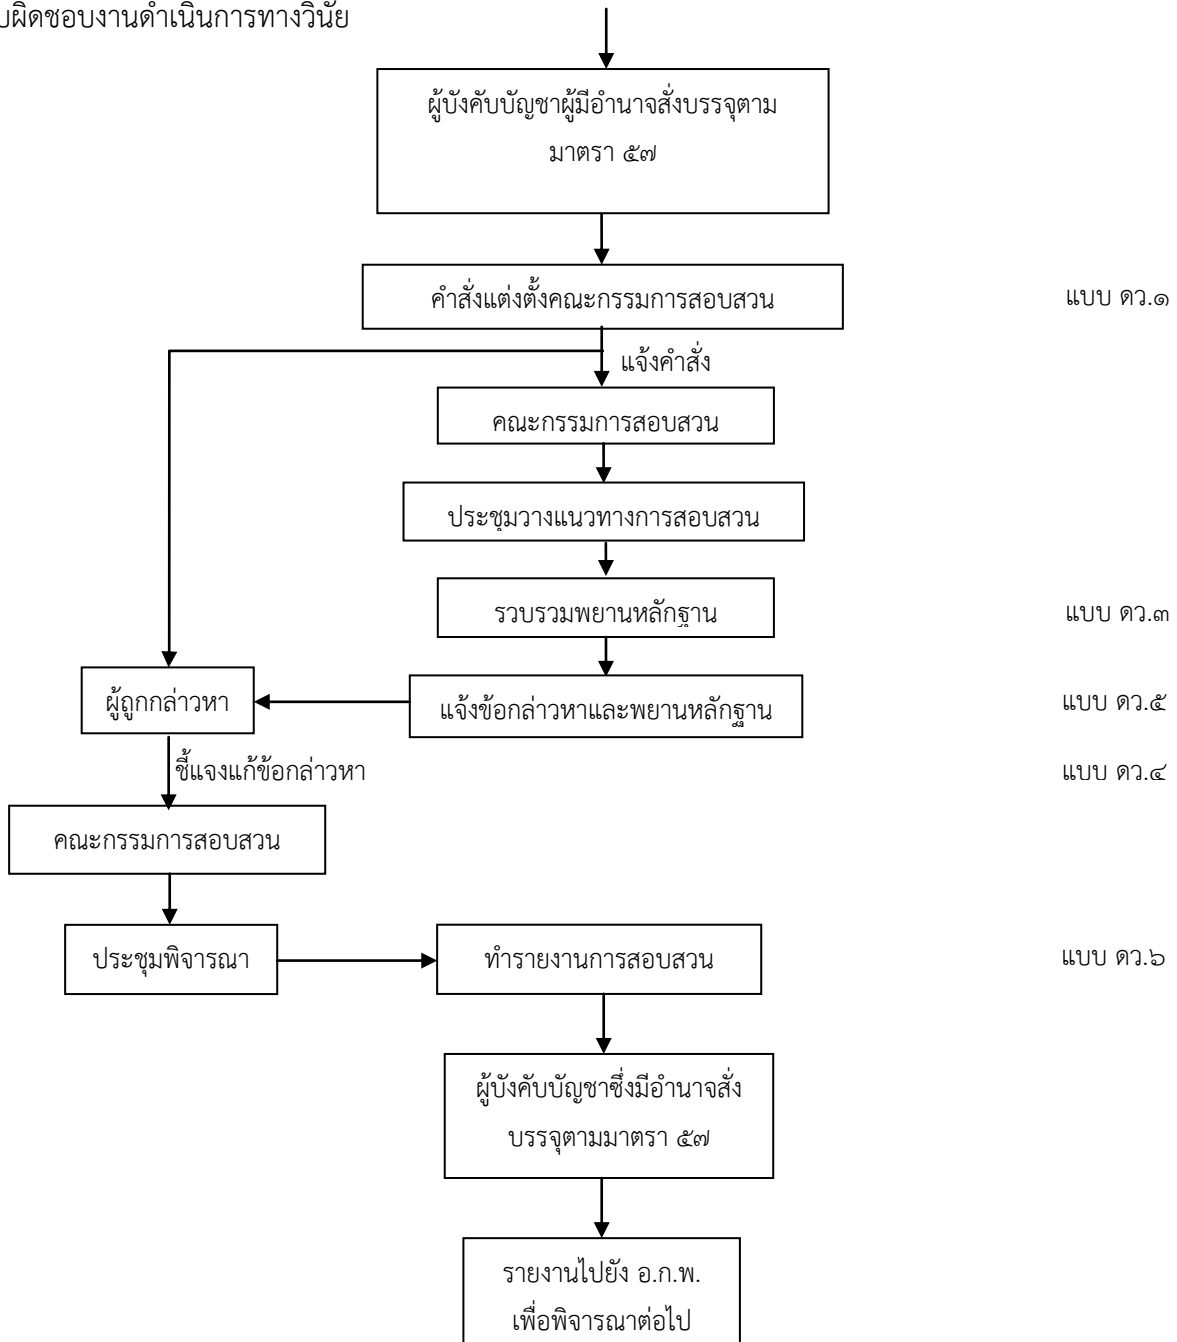 บผิดชอบงานดำเนินการทางวินัย
ผู้บังคับบัญชาผู้มีอำนาจสั่งบรรจุตาม
มาตรา ๕๗
คำสั่งแต่งตั้งคณะกรรมการสอบสวน
แบบ ดว.๑
แจ้งคำสั่ง
คณะกรรมการสอบสวน
ประชุมวางแนวทางการสอบสวน
รวบรวมพยานหลักฐาน
แบบ ดว.๓
ผู้ถูกกล่าวหา
แจ้งข้อกล่าวหาและพยานหลักฐาน
แบบ ดว.๕
ชี้แจงแก้ข้อกล่าวหา
แบบ ดว.๔
คณะกรรมการสอบสวน
ประชุมพิจารณา
ทำรายงานการสอบสวน
แบบ ดว.๖
ผู้บังคับบัญชาซึ่งมีอำนาจสั่ง
บรรจุตามมาตรา ๕๗
รายงานไปยัง อ.ก.พ.
เพื่อพิจารณาต่อไป